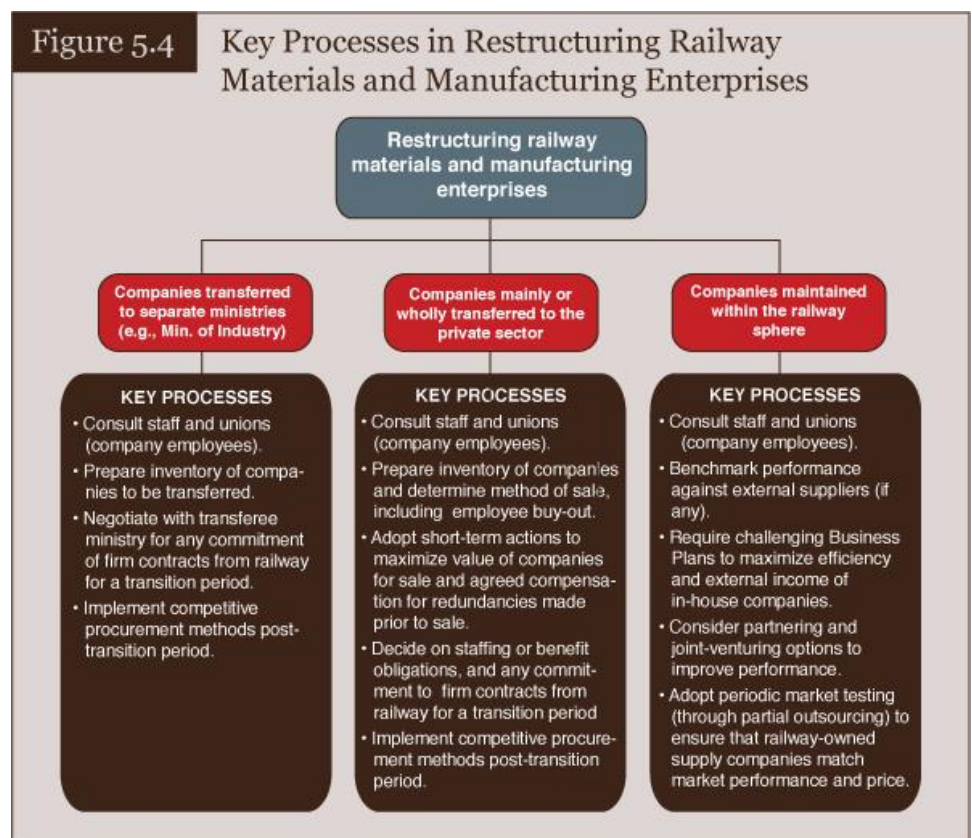 Figure 5.4
Key Processes in Restructuring Railway
Materials and Manufacturing Enterprises
Restructuring railway
materials and manufacturing
enterprises
Companies transferred
to separate ministries
(e.g., Min. of Industry)
Companies mainly or
wholly transferred to the
private sector
Companies maintained
within the railway
sphere
KEY PROCESSES
• Consult staff and unions
(company employees).
• Prepare inventory of compa-
nies to be transferred.
• Negotiate with transferee
ministry for any commitment
of firm contracts from railway
for a transition period.
• Implement competitive
procurement methods post-
transition period.
KEY PROCESSES
• Consult staff and unions
(company employees).
• Prepare inventory of companies
and determine method of sale,
including employee buy-out.
• Adopt short-term actions to
maximize value of companies
for sale and agreed compensa-
tion for redundancies made
prior to sale.
• Decide on staffing or benefit
obligations, and any commit-
ment to firm contracts from
railway for a transition period
• Implement competitive procure-
ment methods post-transition
period.
KEY PROCESSES
• Consult staff and unions
(company employees).
• Benchmark performance
against external suppliers (if
any).
• Require challenging Business
Plans to maximize efficiency
and external income of
in-house companies.
• Consider partnering and
joint-venturing options to
improve performance.
• Adopt periodic market testing
(through partial outsourcing) to
ensure that railway-owned
supply companies match
market performance and price.